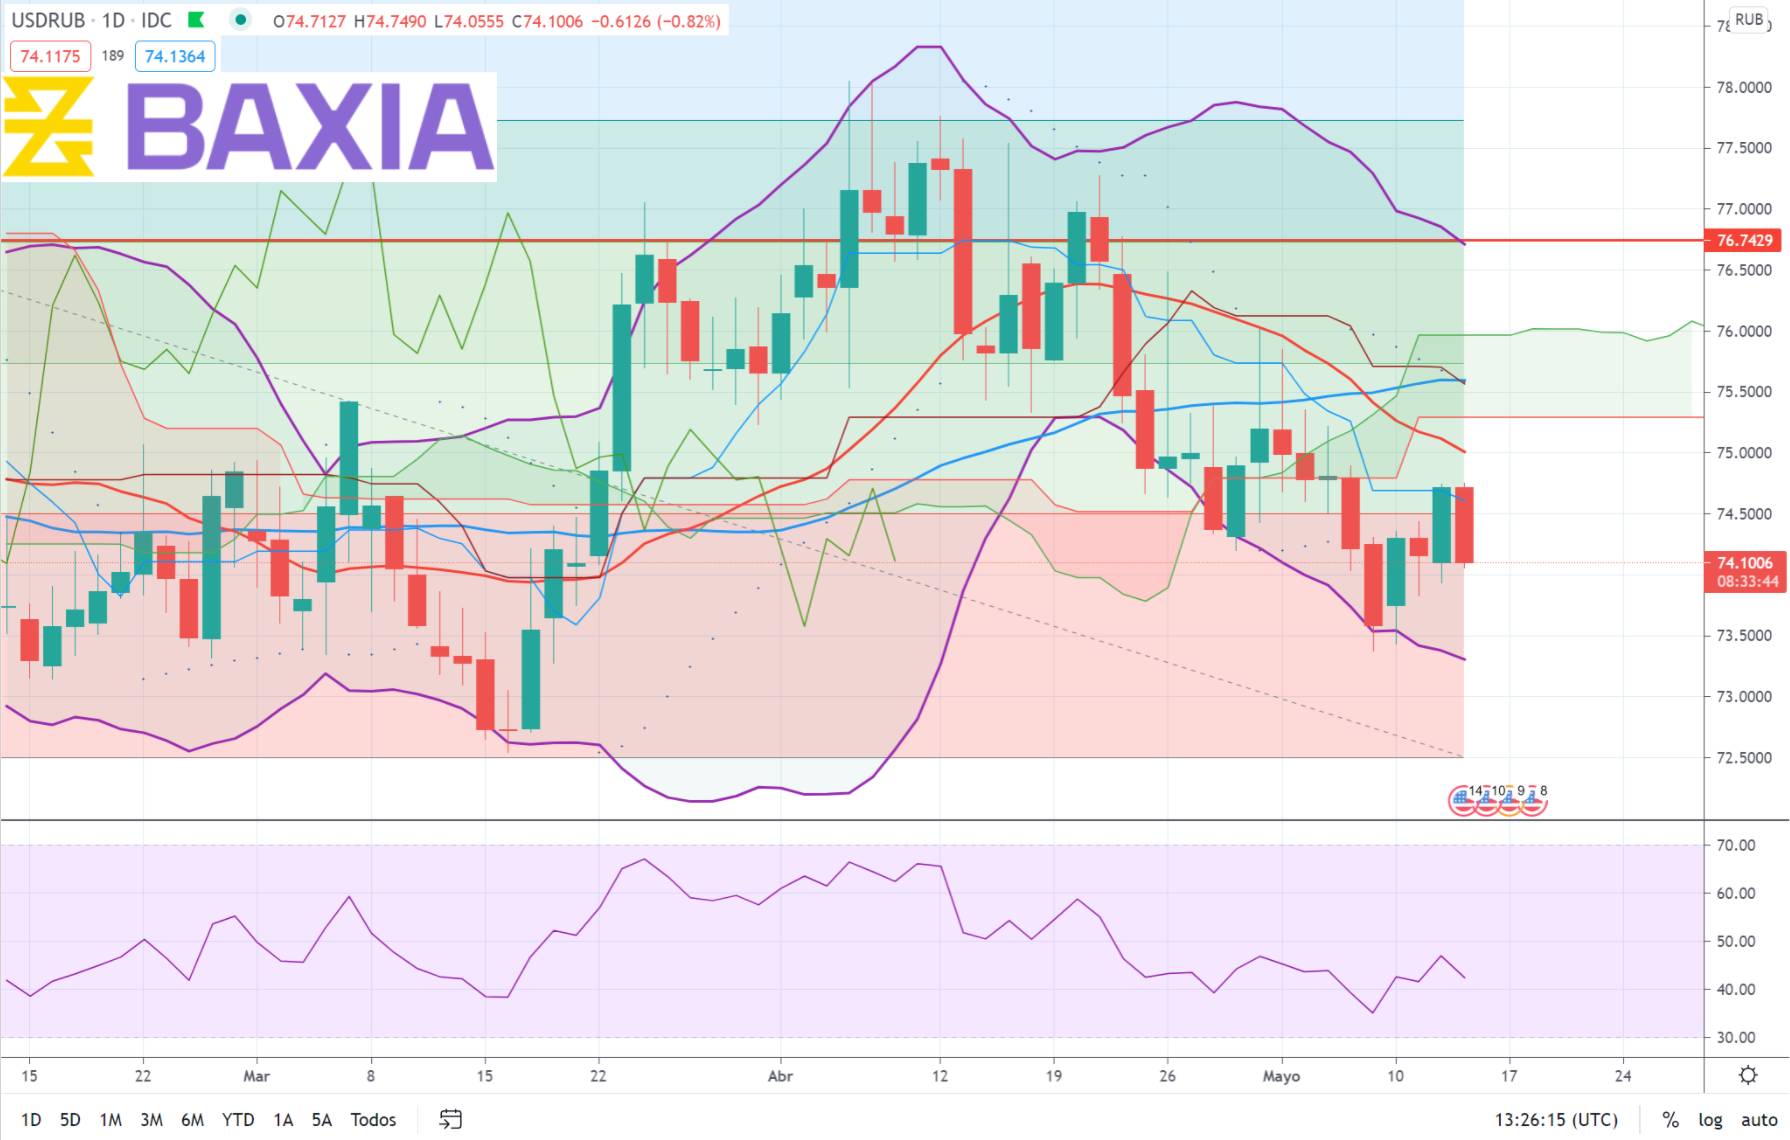 USDRUB · 1D · IDC O74.7127 H74.7490 L74.0555 C74.1006 −0.6126 (−0.82%)
74.1175 189 74.1364
BAXIA
RUB
78.0000
77.5000
77.0000
76.7429
76.5000
76.0000
75.5000
75.0000
74.5000
74.1006
08:33:44
73.5000
73.0000
72.5000
14 10 9 8
70.00
60.00
50.00
40.00
30.00
15 22 Mar 8 15 22 Abr 12 19 26 Mayo 10 17 24
1D 5D 1M 3M 6M YTD 1A 5A Todos 13:26:15 (UTC) % log auto